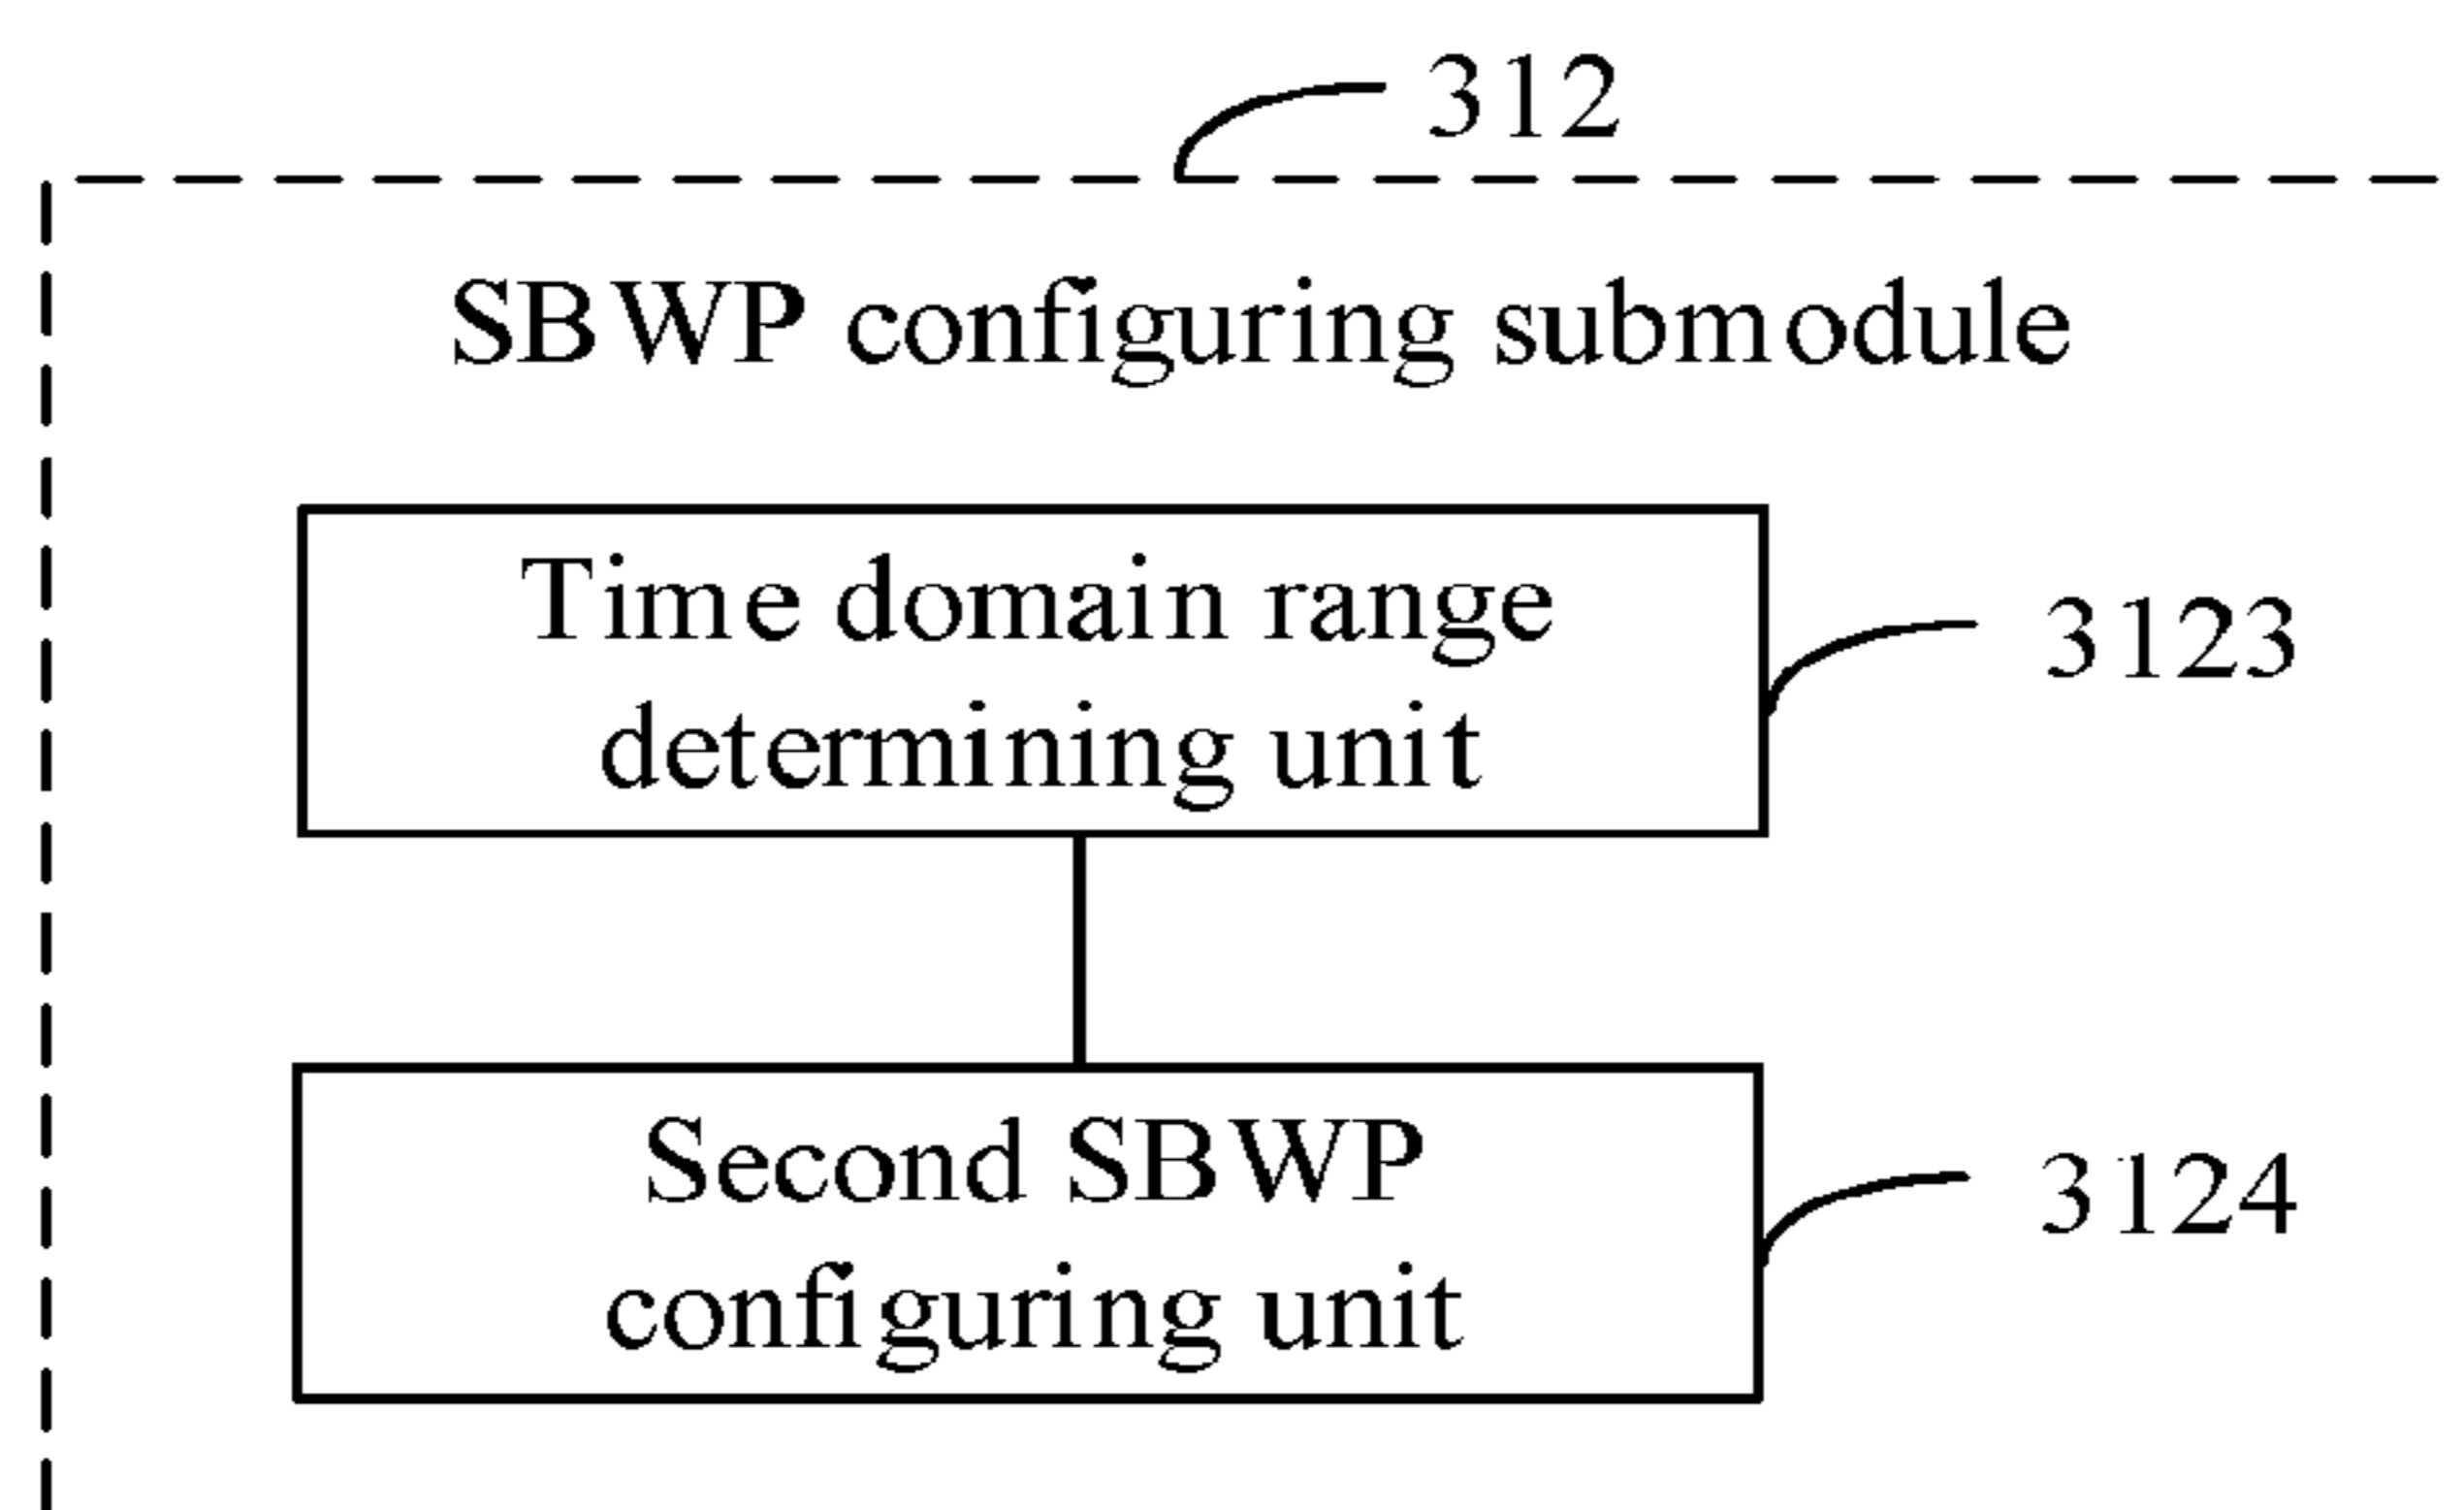 312
SBWP configuring submodule
Time domain range
determining unit
3123
Second SBWP
configuring unit
3124